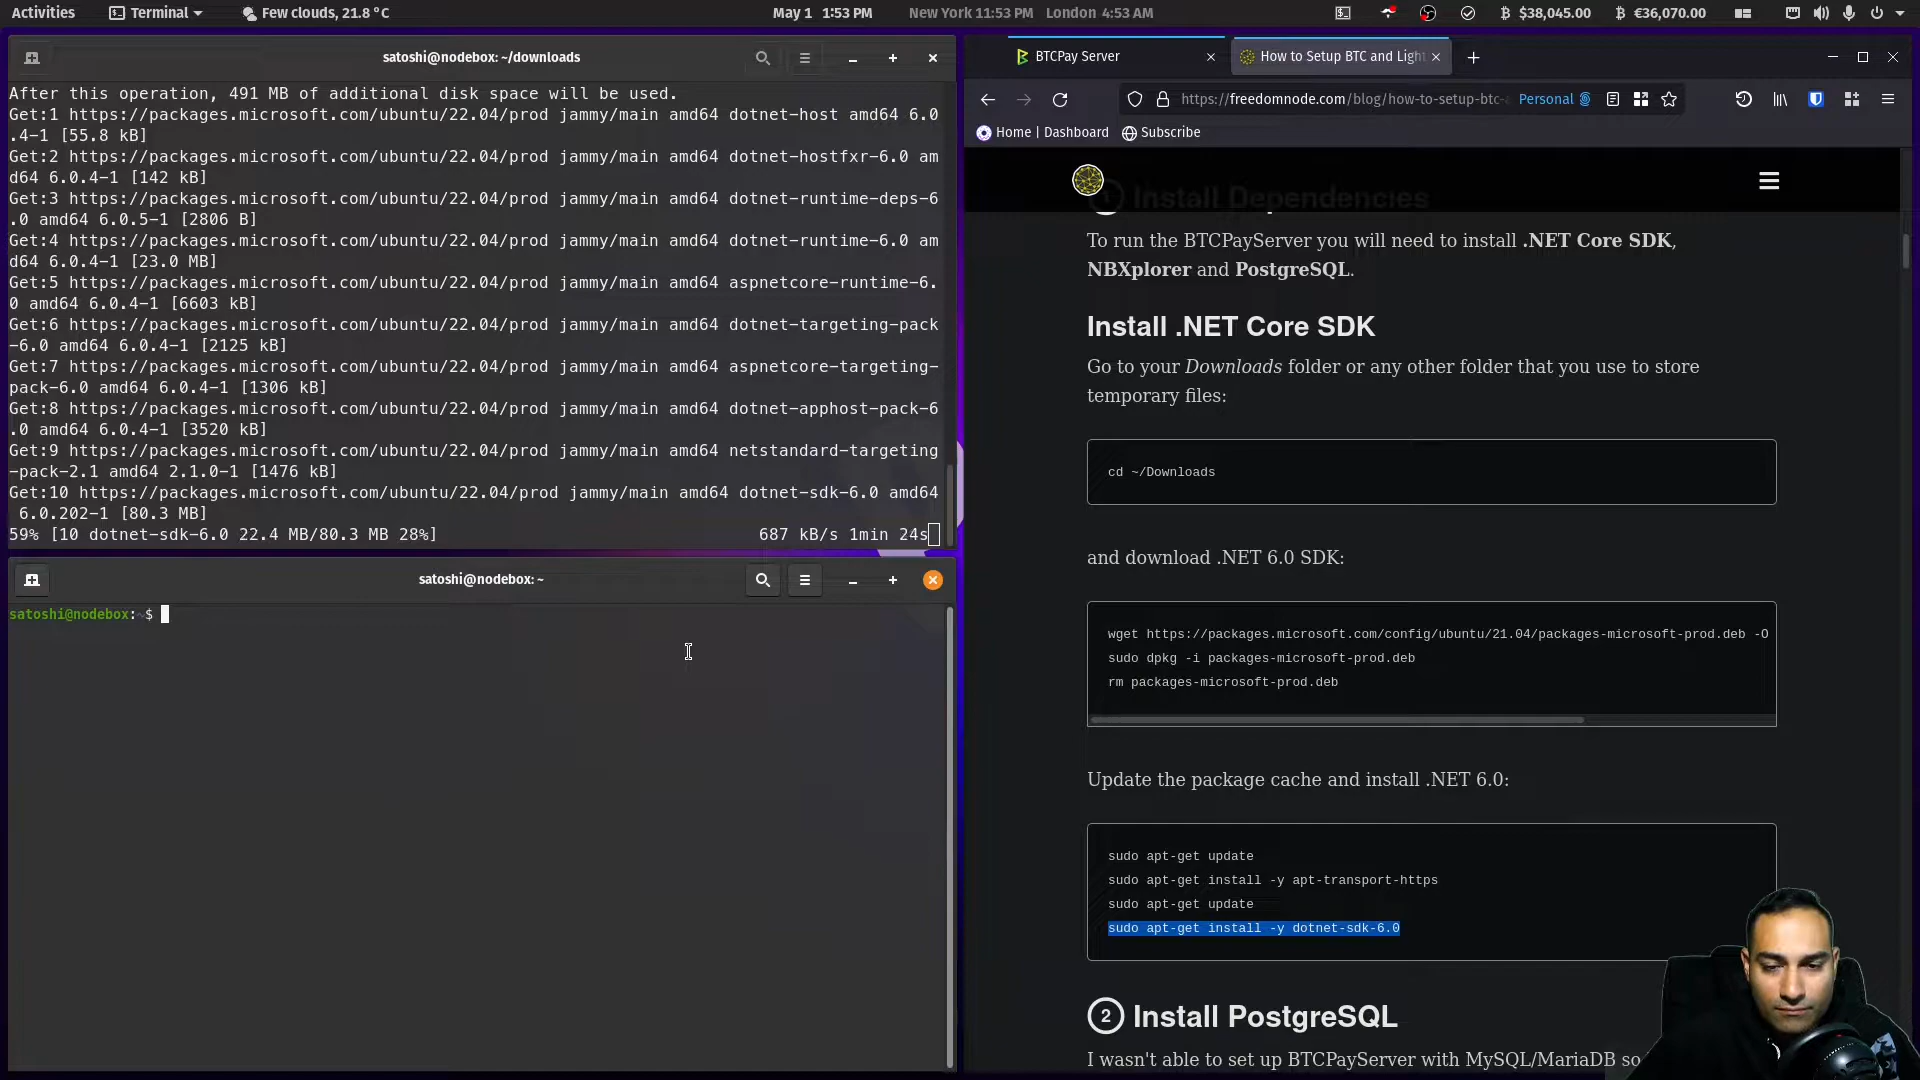 Activities
Terminal
Few clouds, 21.8 °C
May 1 1:53 PM
New York 11:53 PM
London 4:53 AM
₿ $38,045.00
₿ €36,070.00
satoshi@nodebox: ~/downloads
After this operation, 491 MB of additional disk space will be used.
Get:1 https://packages.microsoft.com/ubuntu/22.04/prod jammy/main amd64 dotnet-host amd64 6.0
.4-1 [55.8 kB]
Get:2 https://packages.microsoft.com/ubuntu/22.04/prod jammy/main amd64 dotnet-hostfxr-6.0 am
d64 6.0.4-1 [142 kB]
Get:3 https://packages.microsoft.com/ubuntu/22.04/prod jammy/main amd64 dotnet-runtime-deps-6
.0 amd64 6.0.5-1 [2806 B]
Get:4 https://packages.microsoft.com/ubuntu/22.04/prod jammy/main amd64 dotnet-runtime-6.0 am
d64 6.0.4-1 [23.0 MB]
Get:5 https://packages.microsoft.com/ubuntu/22.04/prod jammy/main amd64 aspnetcore-runtime-6.
0 amd64 6.0.4-1 [6603 kB]
Get:6 https://packages.microsoft.com/ubuntu/22.04/prod jammy/main amd64 dotnet-targeting-pack
-6.0 amd64 6.0.4-1 [2125 kB]
Get:7 https://packages.microsoft.com/ubuntu/22.04/prod jammy/main amd64 aspnetcore-targeting-
pack-6.0 amd64 6.0.4-1 [1306 kB]
Get:8 https://packages.microsoft.com/ubuntu/22.04/prod jammy/main amd64 dotnet-apphost-pack-6
.0 amd64 6.0.4-1 [3520 kB]
Get:9 https://packages.microsoft.com/ubuntu/22.04/prod jammy/main amd64 netstandard-targeting
-pack-2.1 amd64 2.1.0-1 [1476 kB]
Get:10 https://packages.microsoft.com/ubuntu/22.04/prod jammy/main amd64 dotnet-sdk-6.0 amd64
6.0.202-1 [80.3 MB]
59% [10 dotnet-sdk-6.0 22.4 MB/80.3 MB 28%] 687 kB/s 1min 24s
satoshi@nodebox: ~
satoshi@nodebox:~$
BTCPay Server
How to Setup BTC and Light
https://freedomnode.com/blog/how-to-setup-btc-
Personal
Home | Dashboard
Subscribe
1 Install Dependencies
To run the BTCPayServer you will need to install .NET Core SDK,
NBXplorer and PostgreSQL.
Install .NET Core SDK
Go to your Downloads folder or any other folder that you use to store
temporary files:
cd ~/Downloads
and download .NET 6.0 SDK:
wget https://packages.microsoft.com/config/ubuntu/21.04/packages-microsoft-prod.deb -O
sudo dpkg -i packages-microsoft-prod.deb
rm packages-microsoft-prod.deb
Update the package cache and install .NET 6.0:
sudo apt-get update
sudo apt-get install -y apt-transport-https
sudo apt-get update
sudo apt-get install -y dotnet-sdk-6.0
2 Install PostgreSQL
I wasn't able to set up BTCPayServer with MySQL/MariaDB so